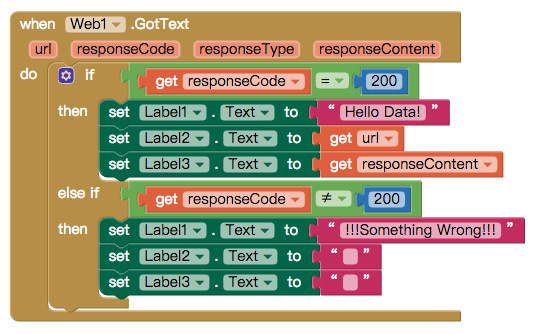 when Web1 .GotText
url responseCode responseType responseContent
do if get responseCode = 200
then set Label1 . Text to “ Hello Data! ”
set Label2 . Text to get url
set Label3 . Text to get responseContent
else if get responseCode ≠ 200
then set Label1 . Text to “ !!!Something Wrong!!! ”
set Label2 . Text to “ ”
set Label3 . Text to “ ”